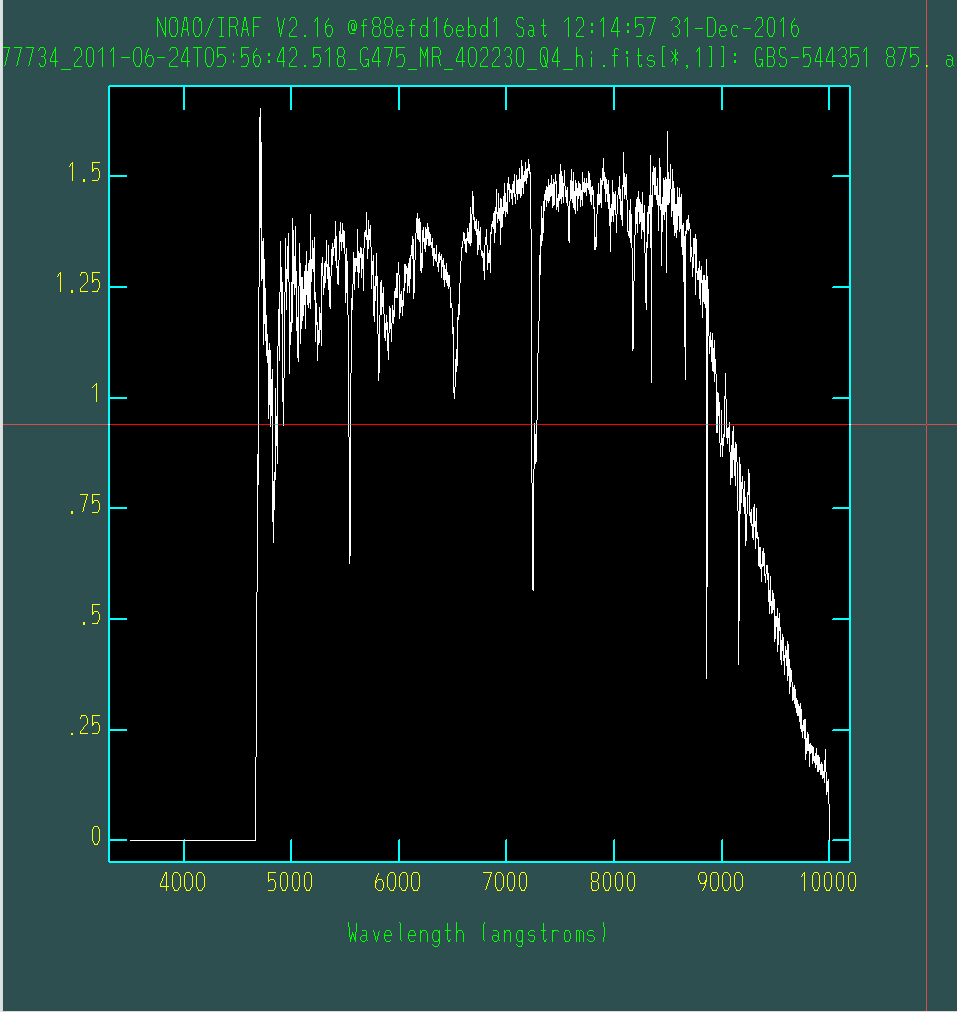 NOAO/IRAF V2.16 @f88efd16ebd1 Sat 12:14:57 31-Dec-2016
77734_2011-06-24T05:56:42.518_G475_MR_402230_Q4_hi.fits[*,1]]: GBS-544351 875. a
1.5
1.25
1
.75
.5
.25
0
4000 5000 6000 7000 8000 9000 10000
Wavelength (angstroms)